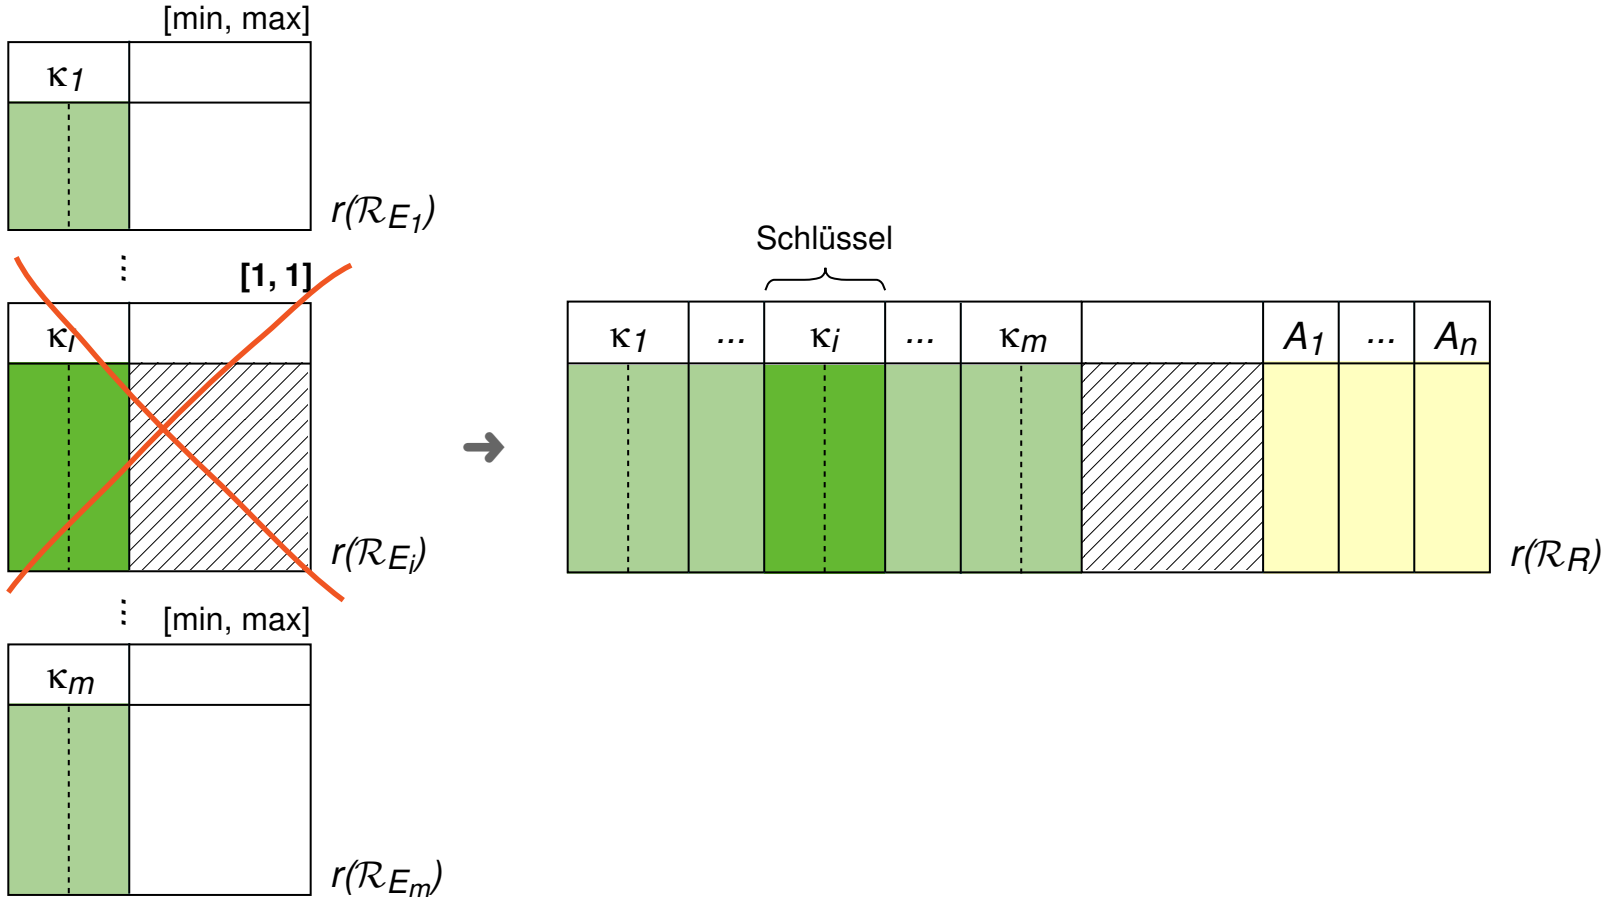 [min, max]
κ1
r(ℛE1)
⋮
[1, 1]
κi
r(ℛEi)
⋮
[min, max]
κm
r(ℛEm)
➔
Schlüssel
κ1 ... κi ... κm A1 ... An
r(ℛR)